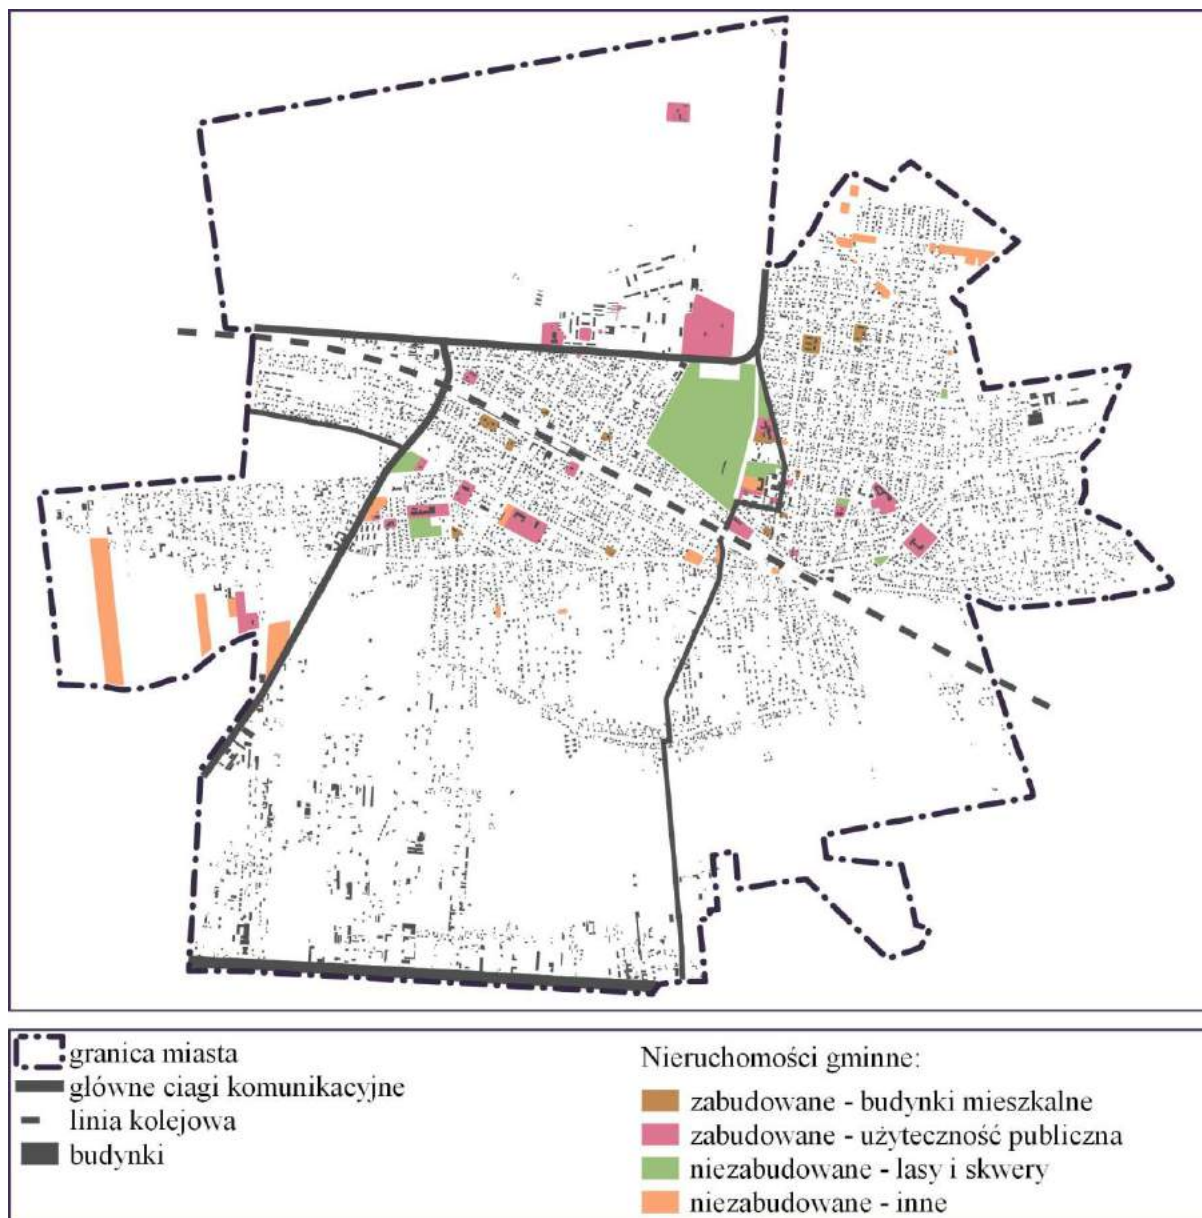 granica miasta
główne ciągi komunikacyjne
linia kolejowa
budynki
Nieruchomości gminne:
zabudowane - budynki mieszkalne
zabudowane - użyteczność publiczna
niezabudowane - lasy i skwery
niezabudowane - inne